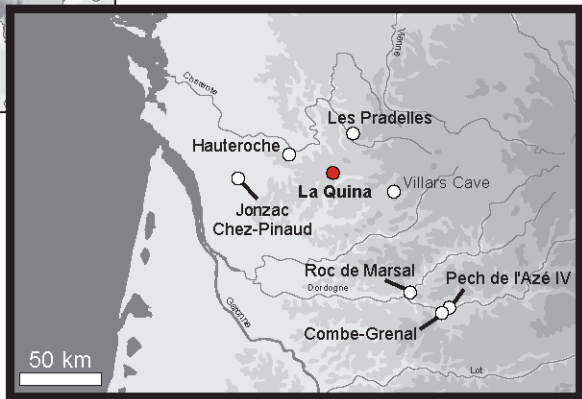 Vienne
Charente
Les Pradelles
Hauteroche
La Quina
Villars Cave
Jonzac
Chez-Pinaud
Roc de Marsal
Pech de l'Azé IV
Dordogne
Combe-Grenal
Garonne
50 km
Lot